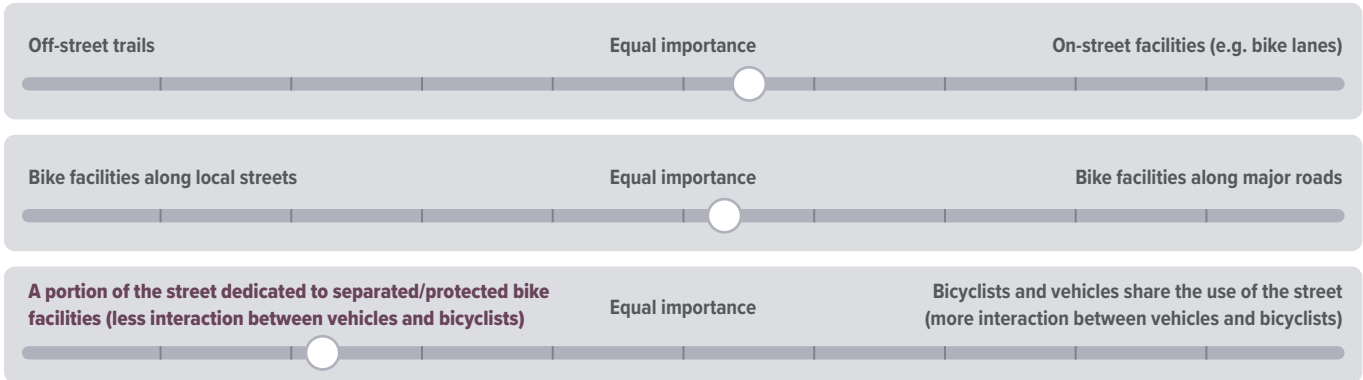 Off-street trails
Equal importance
On-street facilities (e.g. bike lanes)
Bike facilities along local streets
Equal importance
Bike facilities along major roads
A portion of the street dedicated to separated/protected bike
facilities (less interaction between vehicles and bicyclists)
Equal importance
Bicyclists and vehicles share the use of the street
(more interaction between vehicles and bicyclists)